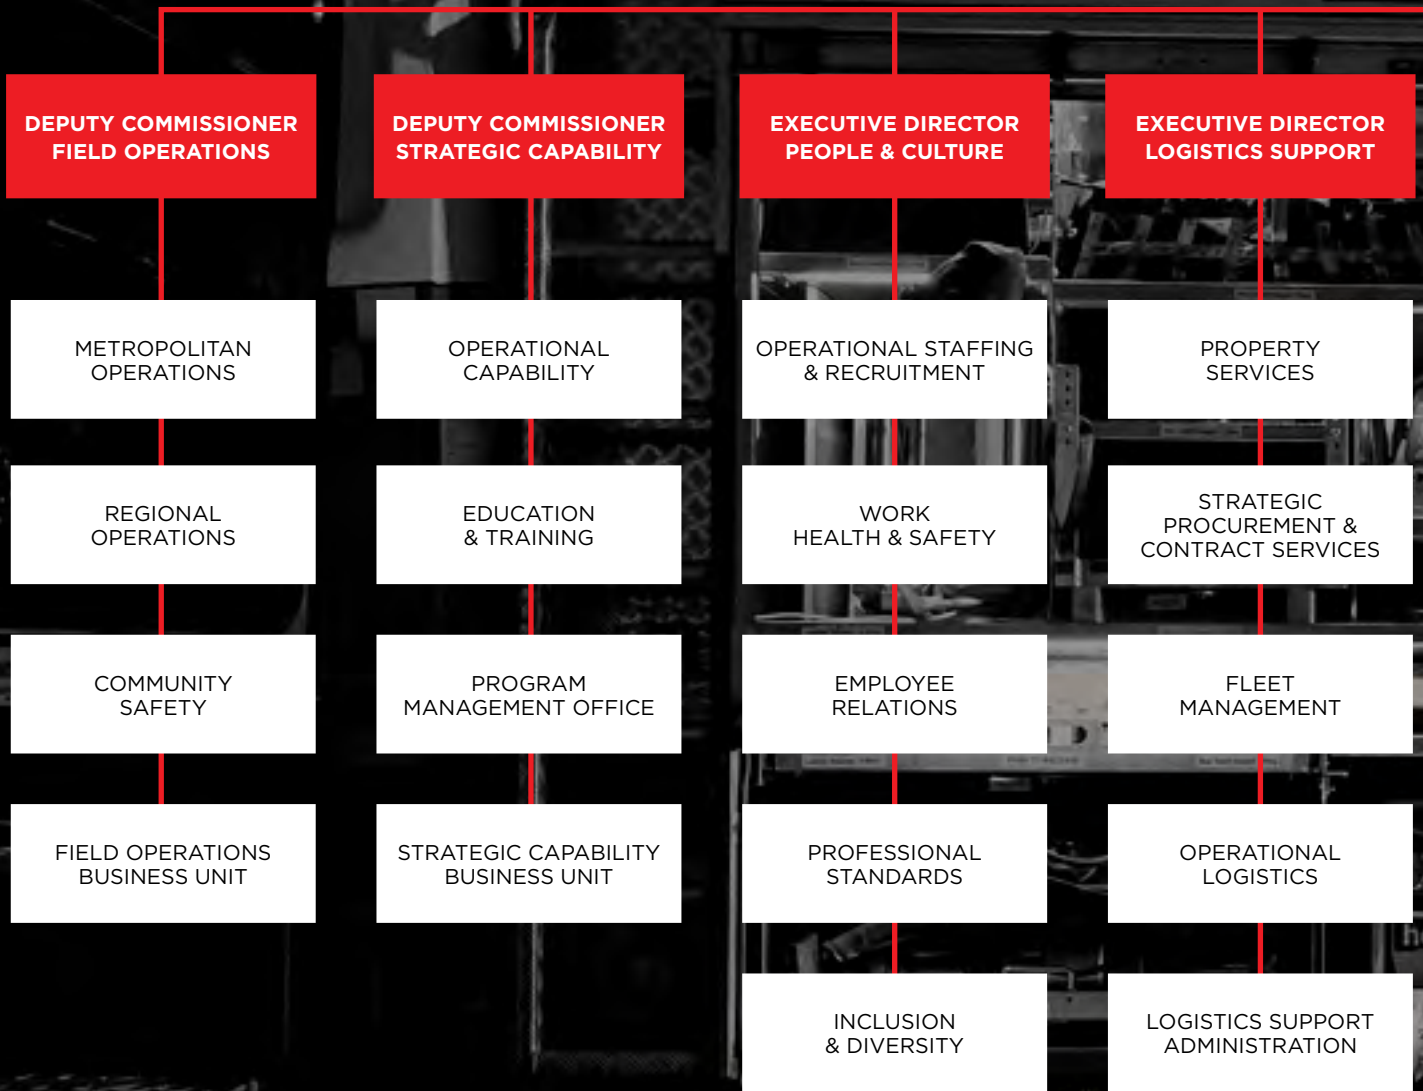 DEPUTY COMMISSIONER
FIELD OPERATIONS
METROPOLITAN
OPERATIONS
REGIONAL
OPERATIONS
COMMUNITY
SAFETY
FIELD OPERATIONS
BUSINESS UNIT
DEPUTY COMMISSIONER
STRATEGIC CAPABILITY
OPERATIONAL
CAPABILITY
EDUCATION
& TRAINING
PROGRAM
MANAGEMENT OFFICE
STRATEGIC CAPABILITY
BUSINESS UNIT
EXECUTIVE DIRECTOR
PEOPLE & CULTURE
OPERATIONAL STAFFING
& RECRUITMENT
WORK
HEALTH & SAFETY
EMPLOYEE
RELATIONS
PROFESSIONAL
STANDARDS
INCLUSION
& DIVERSITY
EXECUTIVE DIRECTOR
LOGISTICS SUPPORT
PROPERTY
SERVICES
STRATEGIC
PROCUREMENT &
CONTRACT SERVICES
FLEET
MANAGEMENT
OPERATIONAL
LOGISTICS
LOGISTICS SUPPORT
ADMINISTRATION